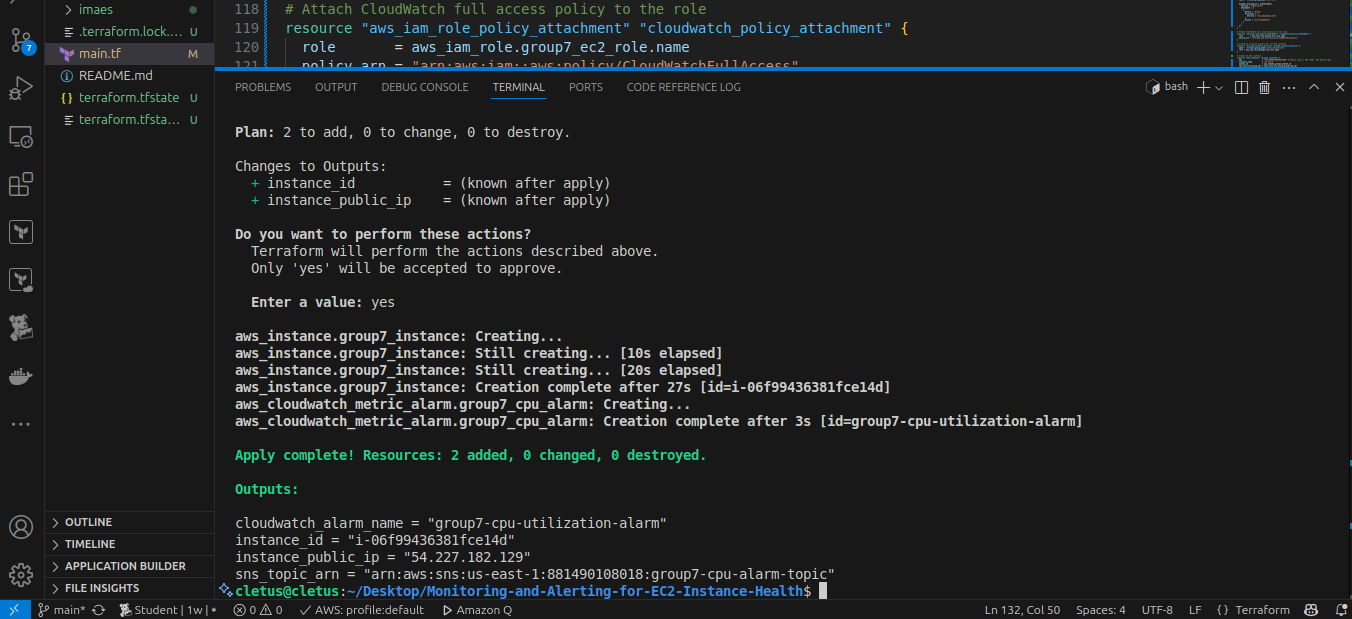 imaes
.terraform.lock.... U
main.tf M
README.md
terraform.tfstate U
terraform.tfsta... U
7
118 # Attach CloudWatch full access policy to the role
119 resource "aws_iam_role_policy_attachment" "cloudwatch_policy_attachment" {
120 role = aws_iam_role.group7_ec2_role.name
121 policy_arn = "arn:aws:iam::aws:policy/CloudWatchFullAccess"
PROBLEMS OUTPUT DEBUG CONSOLE TERMINAL PORTS CODE REFERENCE LOG bash
Plan: 2 to add, 0 to change, 0 to destroy.
Changes to Outputs:
+ instance_id = (known after apply)
+ instance_public_ip = (known after apply)
Do you want to perform these actions?
Terraform will perform the actions described above.
Only 'yes' will be accepted to approve.
Enter a value: yes
aws_instance.group7_instance: Creating...
aws_instance.group7_instance: Still creating... [10s elapsed]
aws_instance.group7_instance: Still creating... [20s elapsed]
aws_instance.group7_instance: Creation complete after 27s [id=i-06f99436381fce14d]
aws_cloudwatch_metric_alarm.group7_cpu_alarm: Creating...
aws_cloudwatch_metric_alarm.group7_cpu_alarm: Creation complete after 3s [id=group7-cpu-utilization-alarm]
Apply complete! Resources: 2 added, 0 changed, 0 destroyed.
Outputs:
cloudwatch_alarm_name = "group7-cpu-utilization-alarm"
instance_id = "i-06f99436381fce14d"
instance_public_ip = "54.227.182.129"
sns_topic_arn = "arn:aws:sns:us-east-1:881490108018:group7-cpu-alarm-topic"
cletus@cletus:~/Desktop/Monitoring-and-Alerting-for-EC2-Instance-Health$
OUTLINE
TIMELINE
APPLICATION BUILDER
FILE INSIGHTS
main* Student | 1w | • 0 0 AWS: profile:default Amazon Q Ln 132, Col 50 Spaces: 4 UTF-8 LF { } Terraform